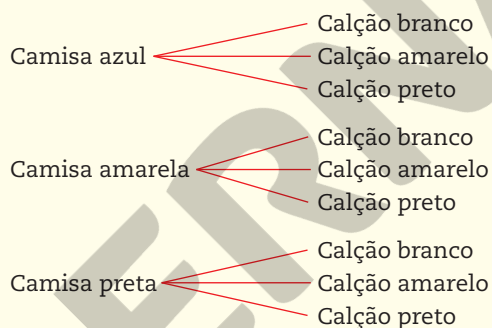 Calção branco
Camisa azul Calção amarelo
Calção preto
Calção branco
Camisa amarela Calção amarelo
Calção preto
Calção branco
Camisa preta Calção amarelo
Calção preto